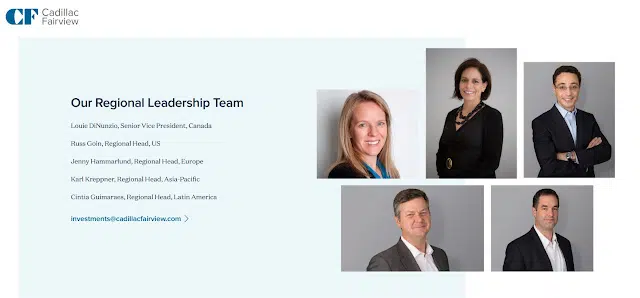 CF Cadillac
Fairview
Our Regional Leadership Team
Louie DiNunzio, Senior Vice President, Canada
Russ Goin, Regional Head, US
Jenny Hammarlund, Regional Head, Europe
Karl Kreppner, Regional Head, Asia-Pacific
Cintia Guimaraes, Regional Head, Latin America
investments@cadillacfairview.com >